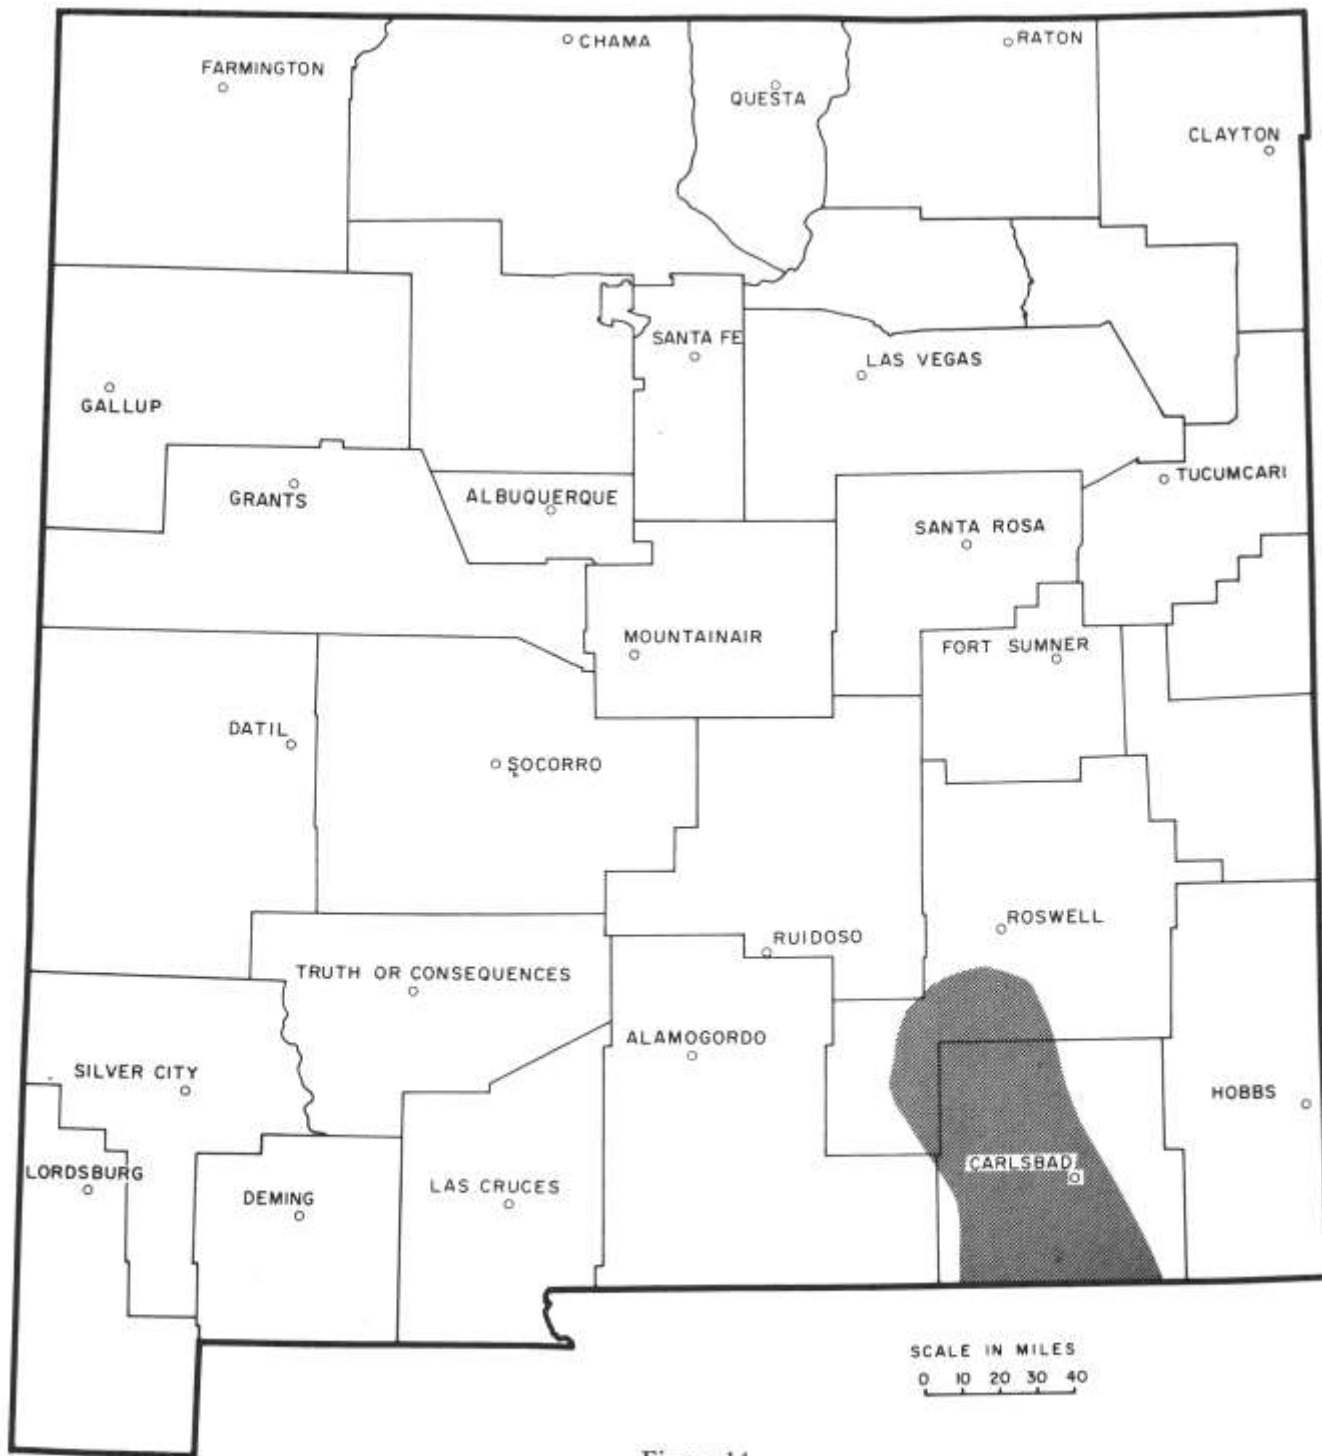 CHAMA
RATON
FARMINGTON
QUESTA
CLAYTON
SANTA FE
LAS VEGAS
GALLUP
TUCUMCARI
GRANTS
ALBUQUERQUE
SANTA ROSA
MOUNTAINAIR
FORT SUMNER
DATIL
SOCORRO
ROSWELL
RUIDOSO
TRUTH OR CONSEQUENCES
ALAMOGORDO
SILVER CITY
HOBBS
CARLSBAD
LORDSBURG
LAS CRUCES
DEMING
SCALE IN MILES
0 10 20 30 40